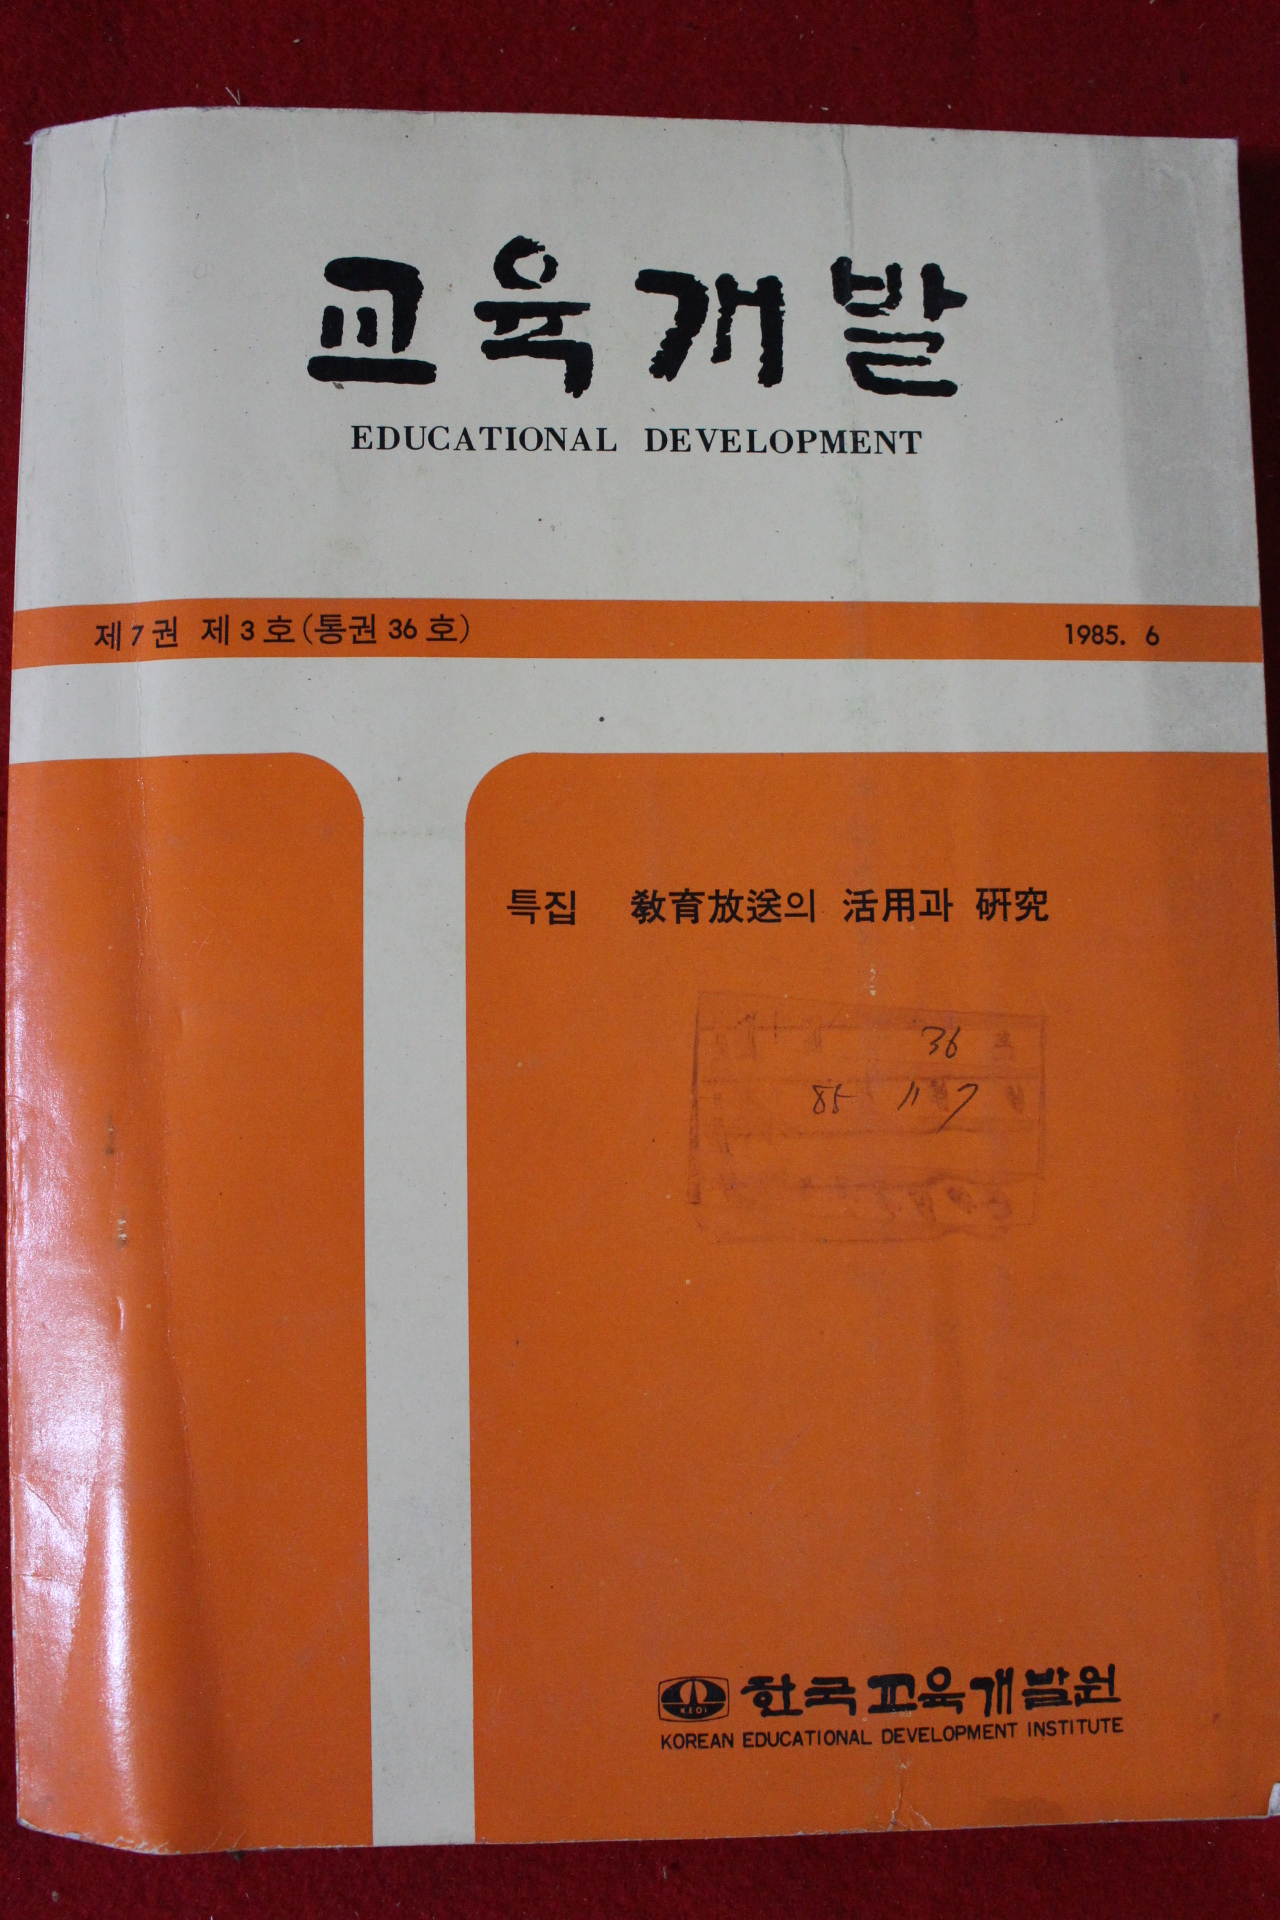 교육개발
EDUCATIONAL DEVELOPMENT
제7권 제3호(통권 36호) 1985. 6
특집 敎育放送의 活用과 硏究
36
85 11 7
KEDI 한국교육개발원
KOREAN EDUCATIONAL DEVELOPMENT INSTITUTE